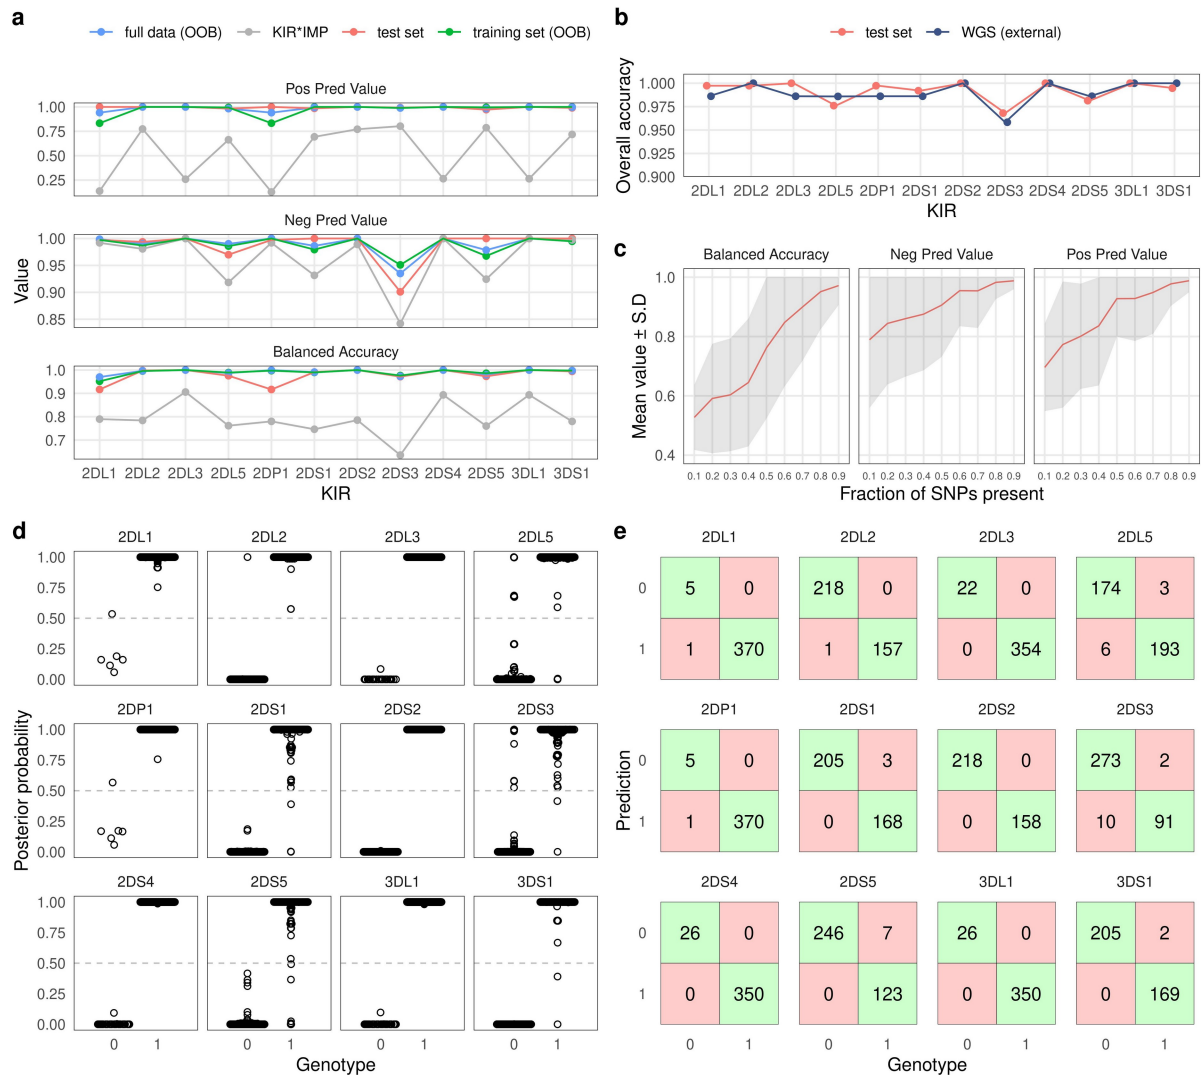 a
full data (OOB) KIR*IMP test set training set (OOB)
Pos Pred Value
1.00
0.75
0.50
0.25
Neg Pred Value
1.00
0.95
0.90
0.85
Value
Balanced Accuracy
1.0
0.9
0.8
0.7
2DL1 2DL2 2DL3 2DL5 2DP1 2DS1 2DS2 2DS3 2DS4 2DS5 3DL1 3DS1
KIR
b
test set WGS (external)
Overall accuracy
1.000
0.975
0.950
0.925
0.900
2DL1 2DL2 2DL3 2DL5 2DP1 2DS1 2DS2 2DS3 2DS4 2DS5 3DL1 3DS1
KIR
c
Balanced Accuracy Neg Pred Value Pos Pred Value
Mean value ± S.D
1.0
0.8
0.6
0.4
0.1 0.2 0.3 0.4 0.5 0.6 0.7 0.8 0.9 0.1 0.2 0.3 0.4 0.5 0.6 0.7 0.8 0.9 0.1 0.2 0.3 0.4 0.5 0.6 0.7 0.8 0.9
Fraction of SNPs present
d
2DL1 2DL2 2DL3 2DL5
1.00
0.75
0.50
0.25
0.00
2DP1 2DS1 2DS2 2DS3
1.00
0.75
0.50
0.25
0.00
Posterior probability
2DS4 2DS5 3DL1 3DS1
1.00
0.75
0.50
0.25
0.00
0 1 0 1 0 1 0 1
Genotype
e
2DL1 2DL2 2DL3 2DL5
0 5 0 218 0 22 0 174 3
1 1 370 1 157 0 354 6 193
2DP1 2DS1 2DS2 2DS3
0 5 0 205 3 218 0 273 2
1 1 370 0 168 0 158 10 91
Prediction
2DS4 2DS5 3DL1 3DS1
0 26 0 246 7 26 0 205 2
1 0 350 0 123 0 350 0 169
0 1 0 1 0 1 0 1
Genotype